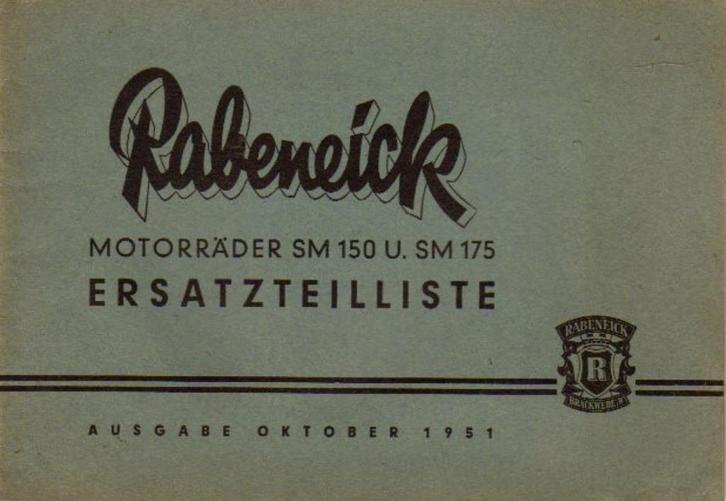 Rabeneick
MOTORRÄDER SM 150 U. SM 175
ERSATZTEILLISTE
RABENEICK
R
BRACKWEDE i/W
AUSGABE OKTOBER 1951